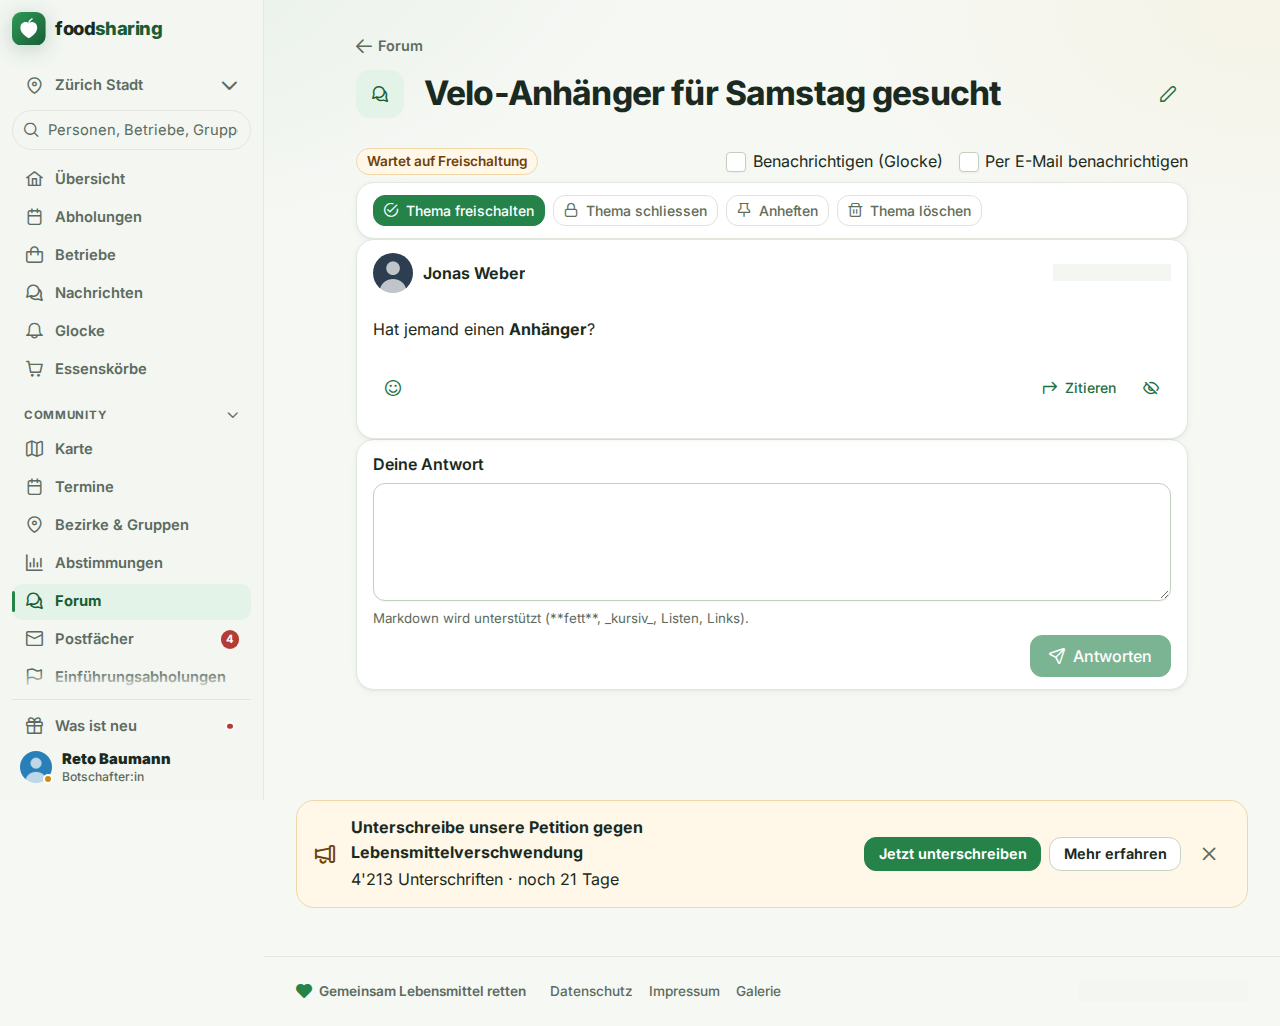 foodsharing
Zürich Stadt
Personen, Betriebe, Grupp
Übersicht
Abholungen
Betriebe
Nachrichten
Glocke
Essenskörbe
COMMUNITY
Karte
Termine
Bezirke & Gruppen
Abstimmungen
Forum
Postfächer 4
Einführungsabholungen
Was ist neu
Reto Baumann
Botschafter:in
Forum
Velo-Anhänger für Samstag gesucht
Wartet auf Freischaltung
Benachrichtigen (Glocke) Per E-Mail benachrichtigen
Thema freischalten Thema schliessen Anheften Thema löschen
Jonas Weber
Hat jemand einen Anhänger?
Zitieren
Deine Antwort
Markdown wird unterstützt (**fett**, _kursiv_, Listen, Links).
Antworten
Unterschreibe unsere Petition gegen
Lebensmittelverschwendung
4'213 Unterschriften · noch 21 Tage
Jetzt unterschreiben Mehr erfahren
Gemeinsam Lebensmittel retten Datenschutz Impressum Galerie